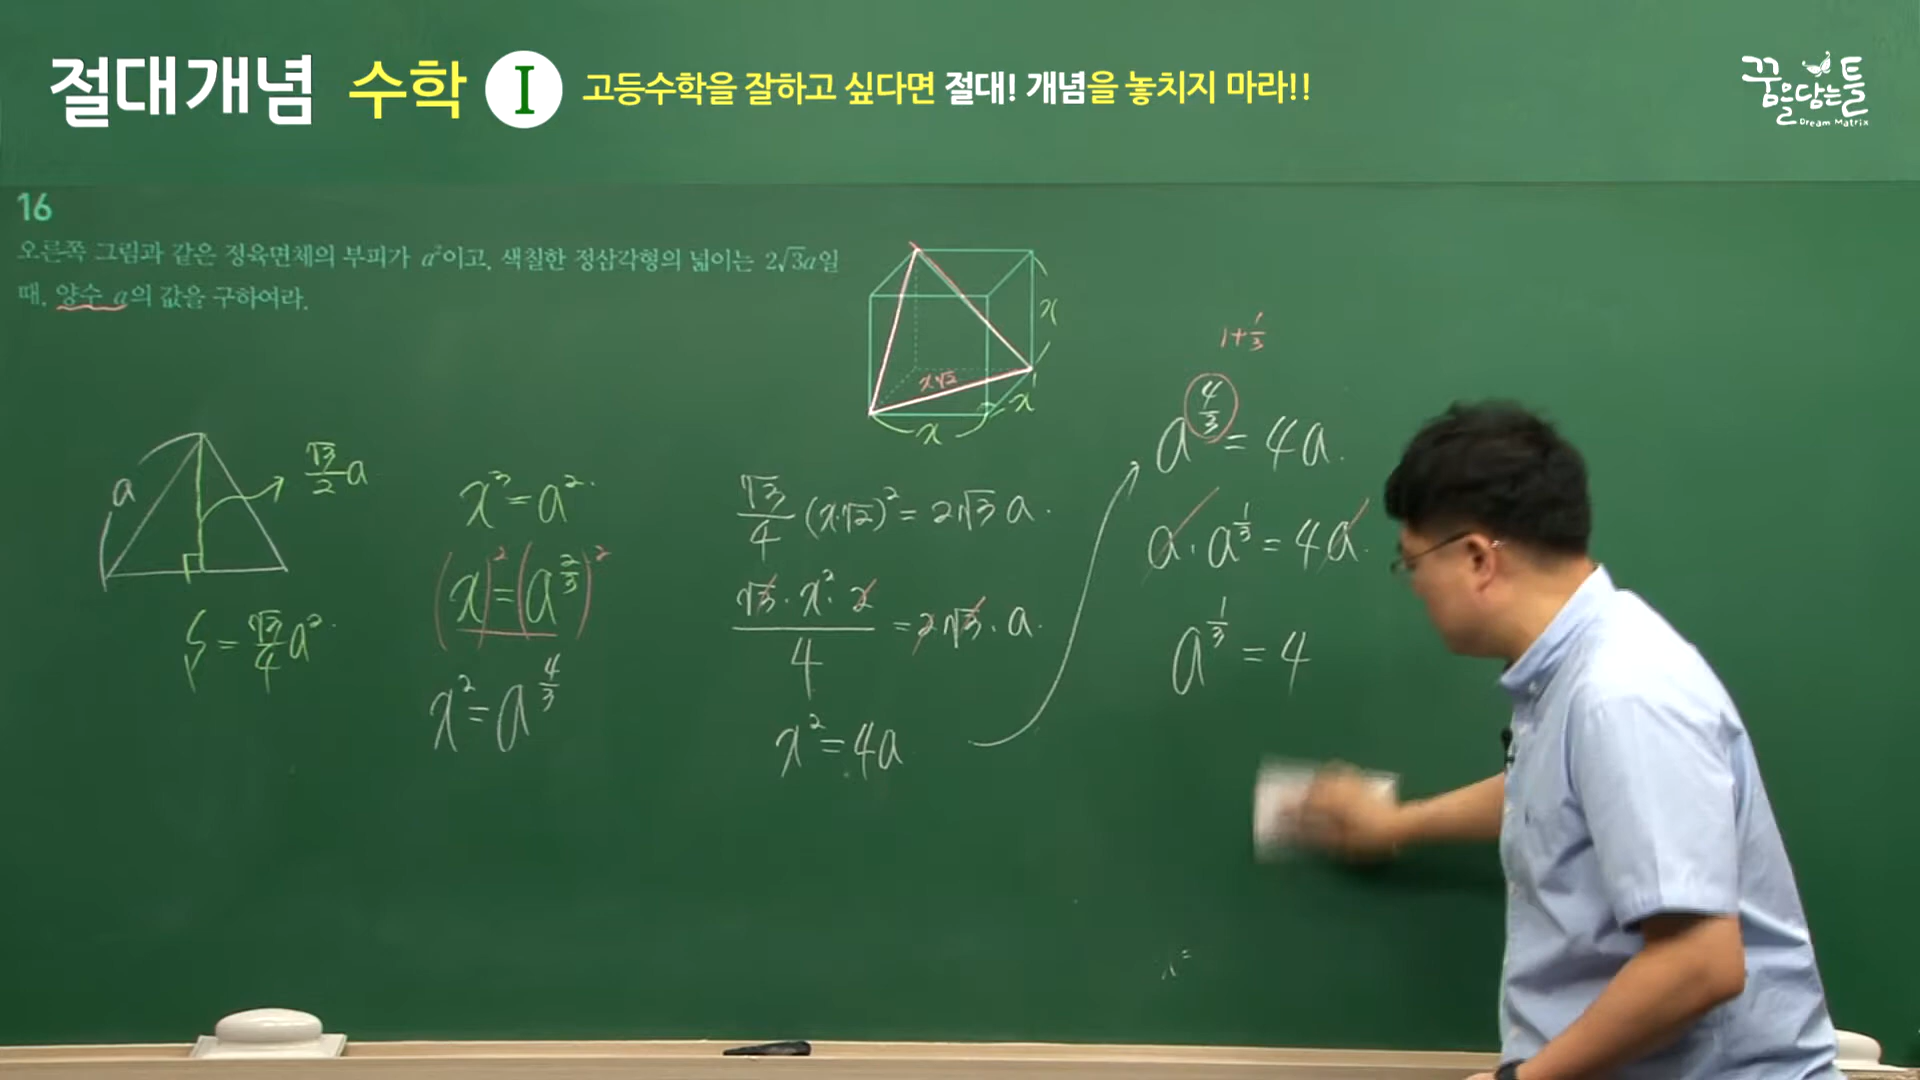 절대개념 수학 I 고등수학을 잘하고 싶다면 절대! 개념을 놓치지 마라!!
꿈을담는틀
Dream Matrix
16
오른쪽 그림과 같은 정육면체의 부피가 a²이고, 색칠한 정삼각형의 넓이는 2√3a일
때, 양수 a의 값을 구하여라.
x
x√2
x
x
a
√3/2 a
S = √3/4 a²
x³ = a²
(x)² = (a^(2/3))²
x² = a^(4/3)
√3/4 (x√2)² = 2√3 a
√3 · x² · 2 / 4 = 2√3 · a
x² = 4a
1 + 1/3
a^(4/3) = 4a
a · a^(1/3) = 4a
a^(1/3) = 4